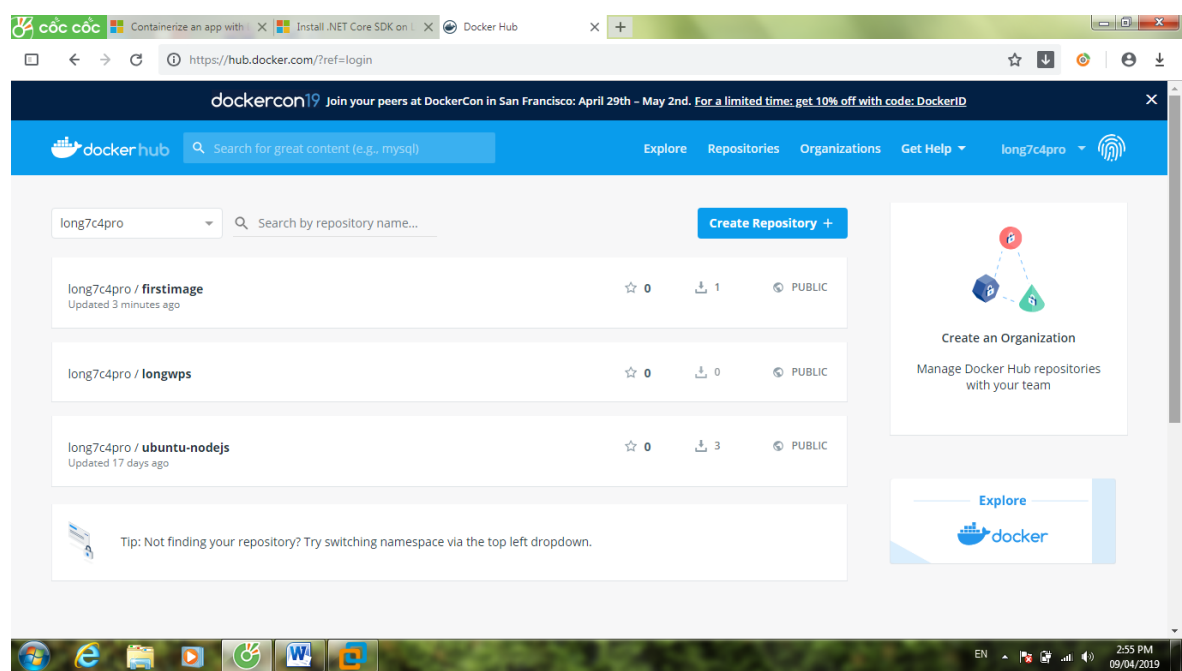 cốc cốc
Containerize an app with
Install .NET Core SDK on L
Docker Hub
https://hub.docker.com/?ref=login
dockercon19 Join your peers at DockerCon in San Francisco: April 29th – May 2nd. For a limited time: get 10% off with code: DockerID
docker hub
Search for great content (e.g., mysql)
Explore
Repositories
Organizations
Get Help
long7c4pro
long7c4pro
Search by repository name...
Create Repository +
long7c4pro / firstimage
Updated 3 minutes ago
0
1
PUBLIC
long7c4pro / longwps
0
0
PUBLIC
long7c4pro / ubuntu-nodejs
Updated 17 days ago
0
3
PUBLIC
Tip: Not finding your repository? Try switching namespace via the top left dropdown.
Create an Organization
Manage Docker Hub repositories
with your team
Explore
docker
EN
2:55 PM
09/04/2019